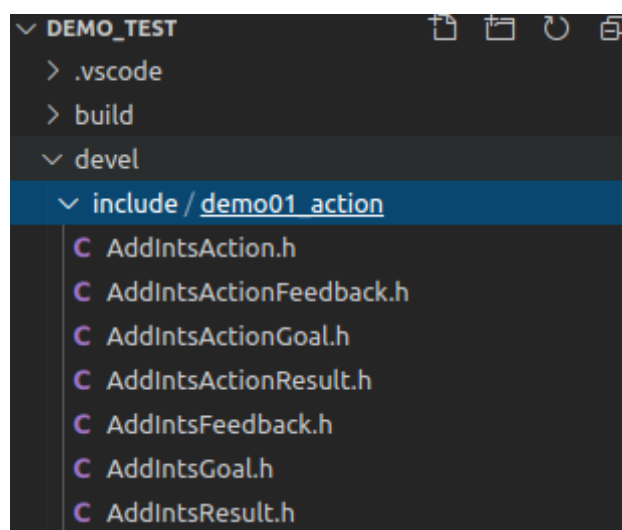 DEMO_TEST
.vscode
build
devel
include / demo01_action
C AddIntsAction.h
C AddIntsActionFeedback.h
C AddIntsActionGoal.h
C AddIntsActionResult.h
C AddIntsFeedback.h
C AddIntsGoal.h
C AddIntsResult.h